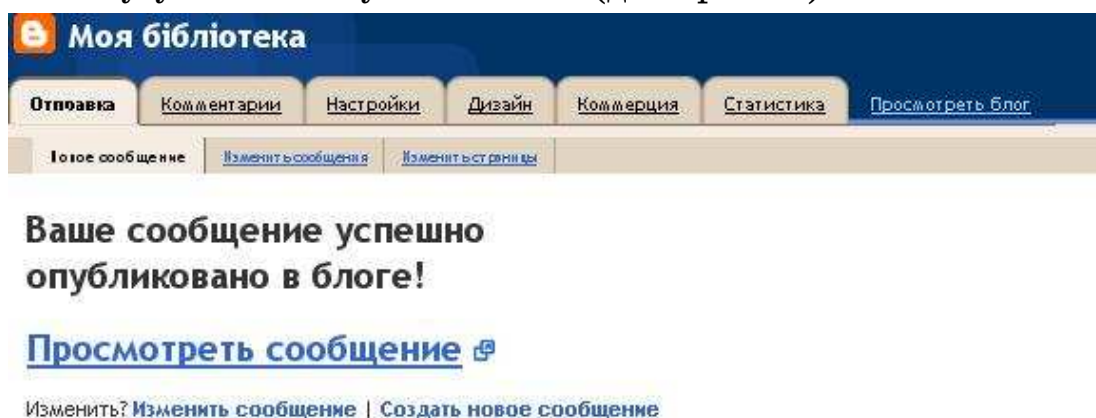 Моя бібліотека
Отправка Комментарии Настройки Дизайн Коммерция Статистика Просмотреть блог
сообщение Изменить сообщения Изменить страницы
Ваше сообщение успешно
опубликовано в блоге!
Просмотреть сообщение
Изменить? Изменить сообщение | Создать новое сообщение